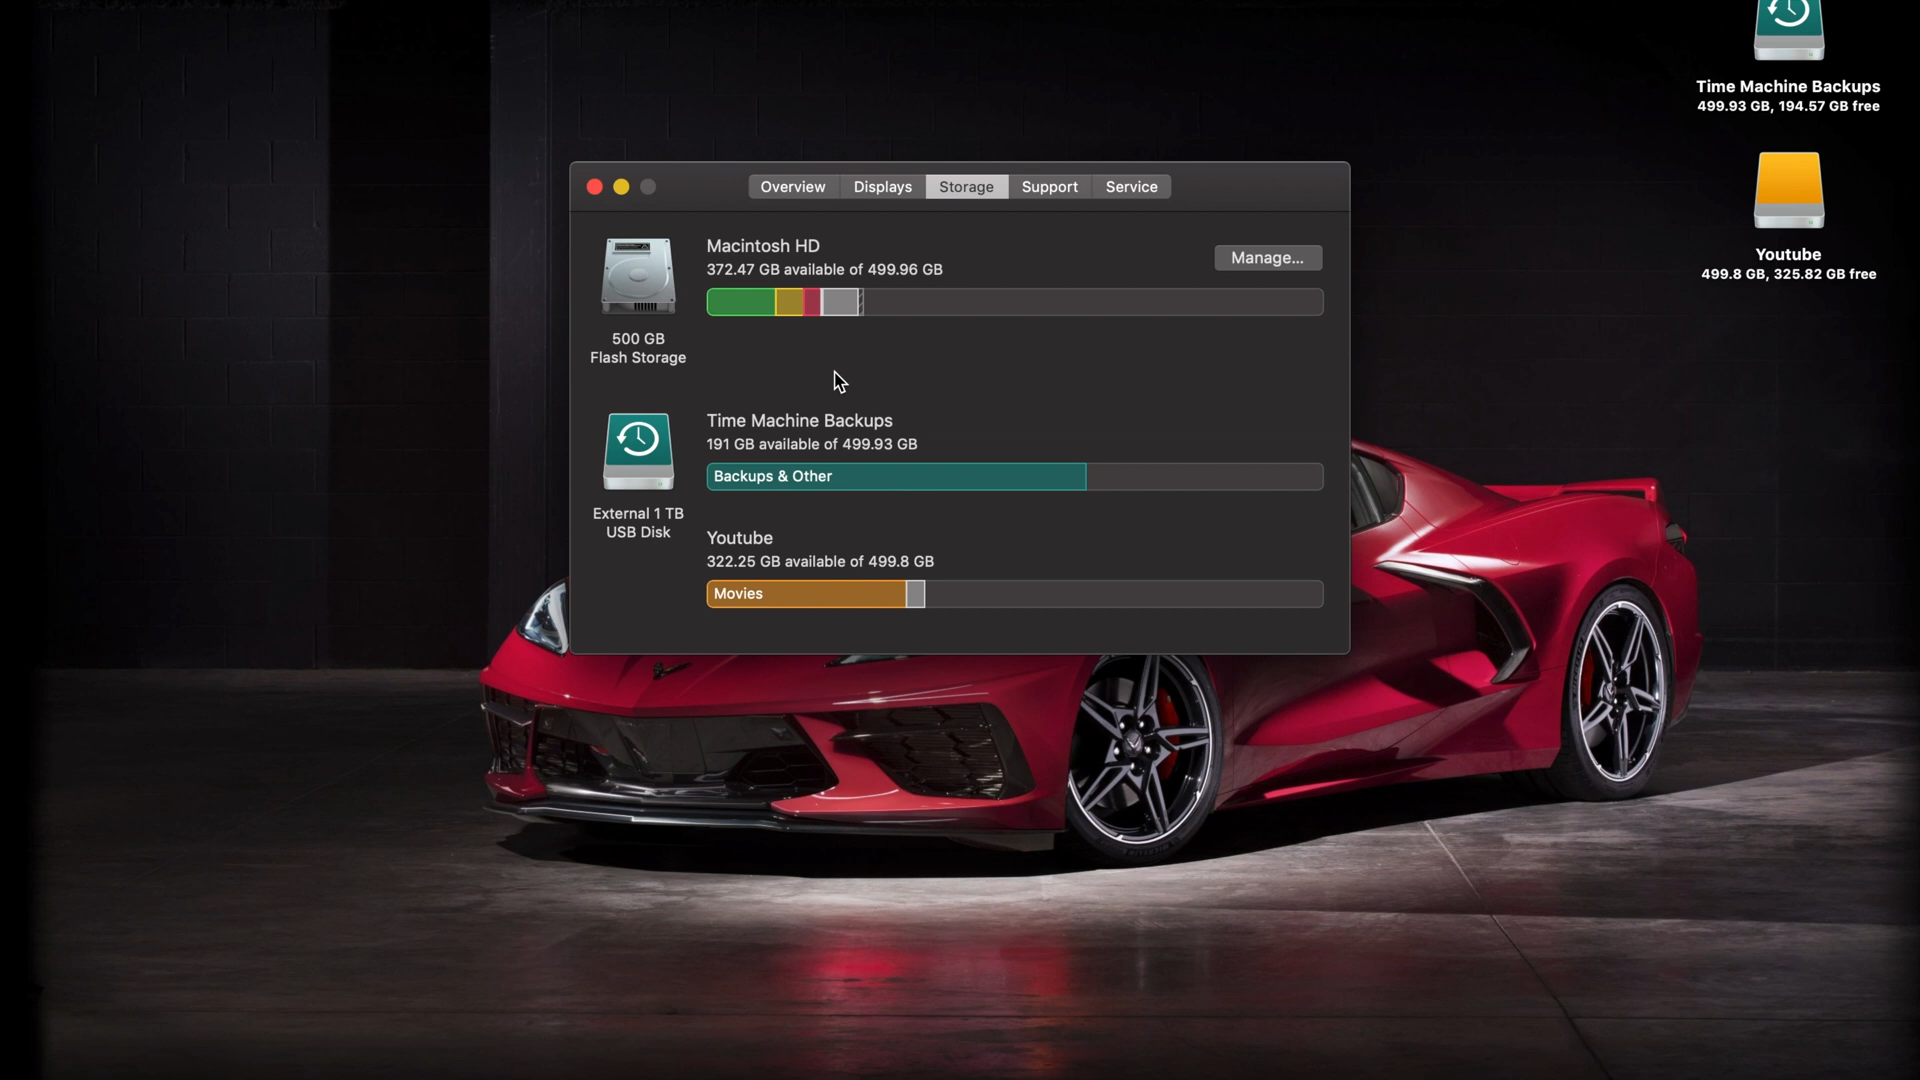 Time Machine Backups
499.93 GB, 194.57 GB free
Youtube
499.8 GB, 325.82 GB free
Overview Displays Storage Support Service
Macintosh HD
372.47 GB available of 499.96 GB
Manage...
500 GB
Flash Storage
Time Machine Backups
191 GB available of 499.93 GB
Backups & Other
External 1 TB
USB Disk
Youtube
322.25 GB available of 499.8 GB
Movies